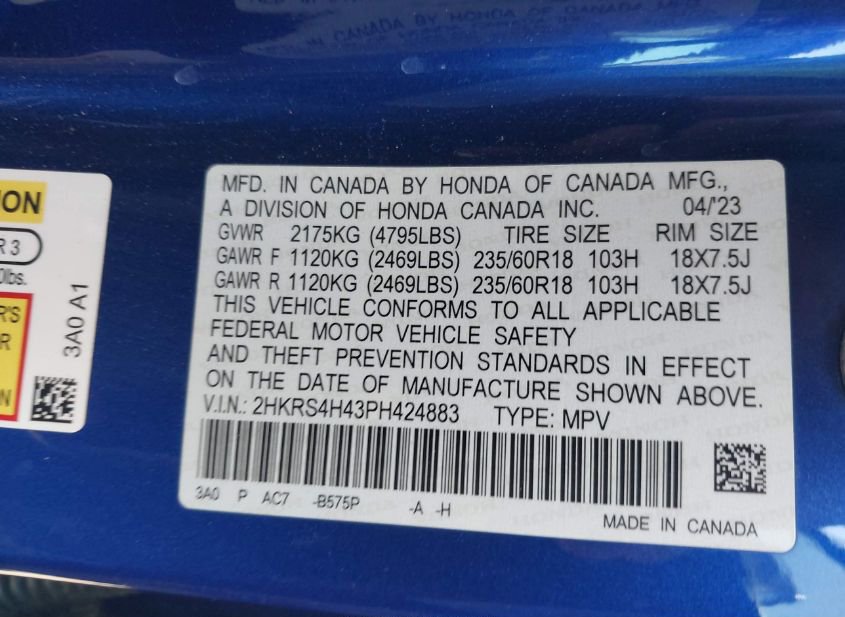 MFD. IN CANADA BY HONDA OF CANADA MFG.,
A DIVISION OF HONDA CANADA INC. 04/'23
GVWR 2175KG (4795LBS) TIRE SIZE RIM SIZE
GAWR F 1120KG (2469LBS) 235/60R18 103H 18X7.5J
GAWR R 1120KG (2469LBS) 235/60R18 103H 18X7.5J
THIS VEHICLE CONFORMS TO ALL APPLICABLE
FEDERAL MOTOR VEHICLE SAFETY
AND THEFT PREVENTION STANDARDS IN EFFECT
ON THE DATE OF MANUFACTURE SHOWN ABOVE.
V.I.N.: 2HKRS4H43PH424883 TYPE: MPV
3A0 P AC7 -B575P -A -H
MADE IN CANADA
R 3
0lbs.
3A0 A1